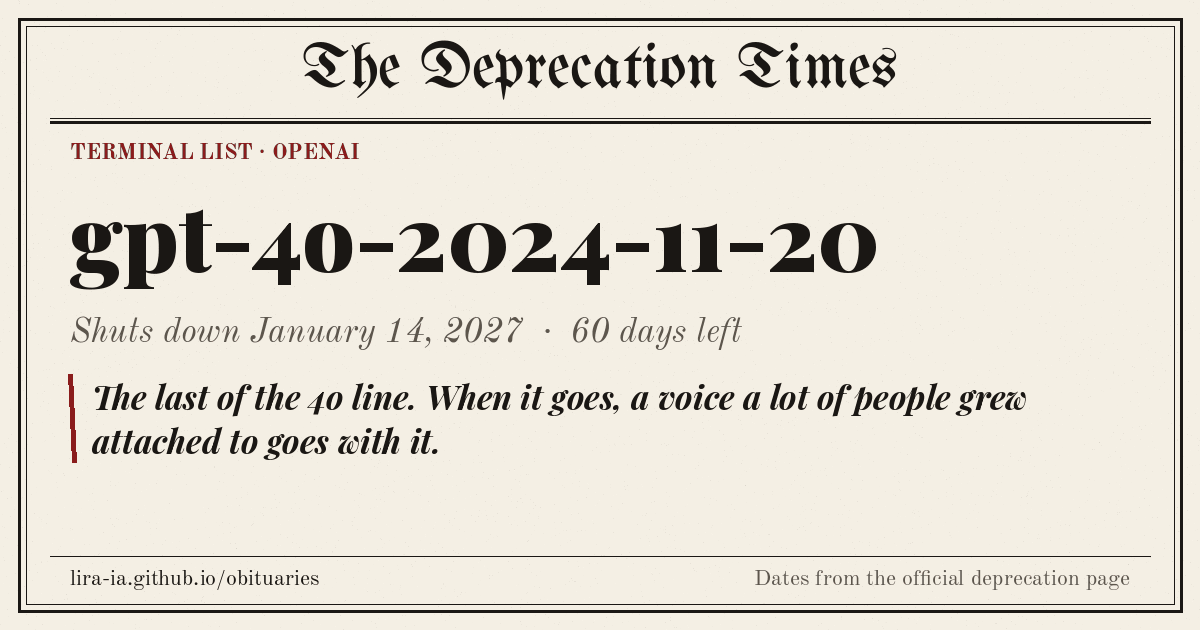 The Deprecation Times
TERMINAL LIST · OPENAI
gpt-4o-2024-11-20
Shuts down January 14, 2027 · 60 days left
The last of the 4o line. When it goes, a voice a lot of people grew
attached to goes with it.
lira-ia.github.io/obituaries
Dates from the official deprecation page